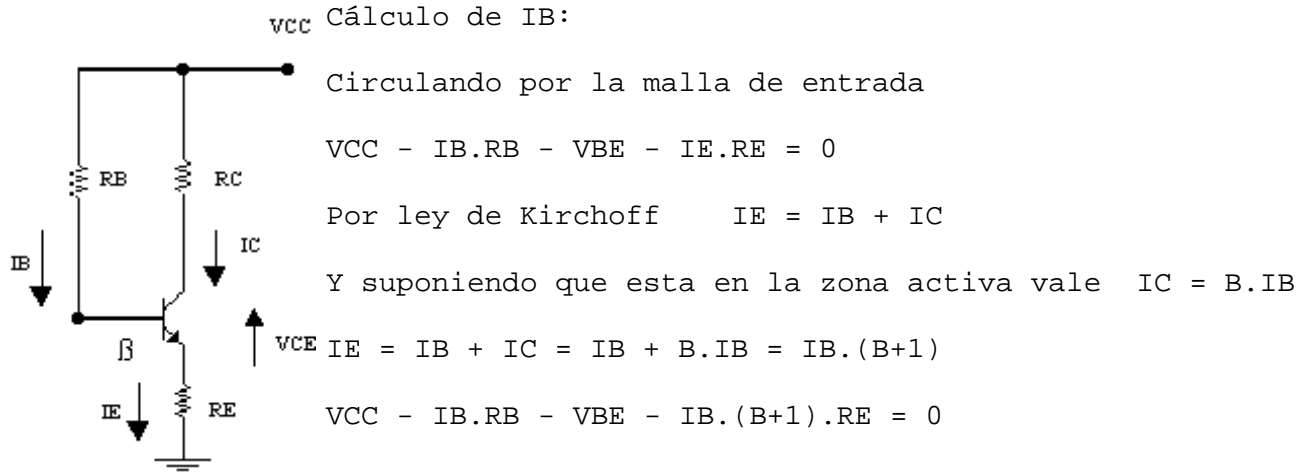 VCC
Cálculo de IB:
Circulando por la malla de entrada
VCC - IB.RB - VBE - IE.RE = 0
RB
RC
Por ley de Kirchoff IE = IB + IC
IB
IC
Y suponiendo que esta en la zona activa vale IC = B.IB
β
VCE
IE = IB + IC = IB + B.IB = IB.(B+1)
IE
RE
VCC - IB.RB - VBE - IB.(B+1).RE = 0